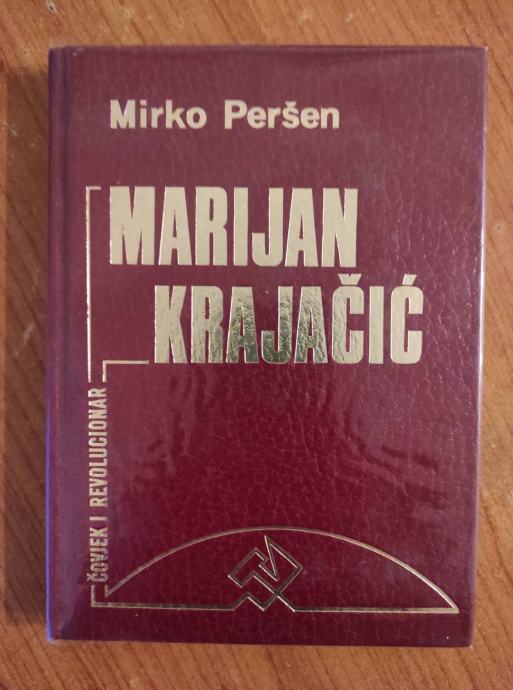 Mirko Peršen
MARIJAN
KRAJAČIĆ
ČOVJEK I REVOLUCIONAR